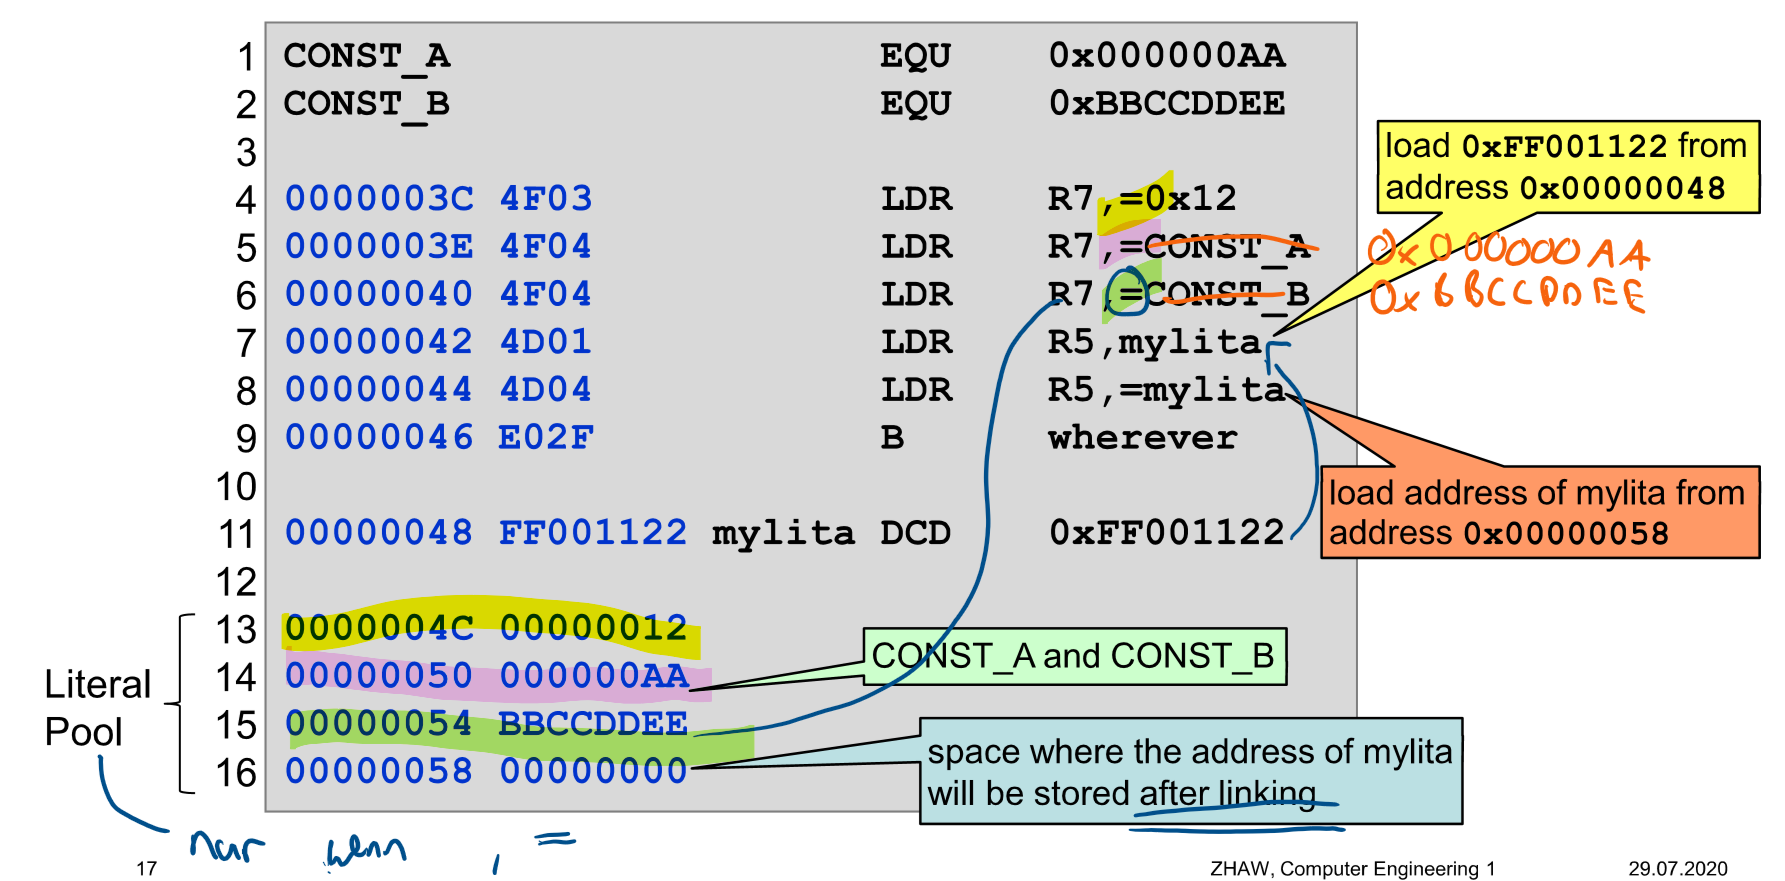 1 CONST_A EQU 0x000000AA
2 CONST_B EQU 0xBBCCDDEE
3
4 0000003C 4F03 LDR R7,=0x12
5 0000003E 4F04 LDR R7,=CONST_A 0x000000AA
6 00000040 4F04 LDR R7,=CONST_B 0xBBCCDDEE
7 00000042 4D01 LDR R5,mylita
8 00000044 4D04 LDR R5,=mylita
9 00000046 E02F B wherever
10
11 00000048 FF001122 mylita DCD 0xFF001122
12
13 0000004C 00000012
14 00000050 000000AA
15 00000054 BBCCDDEE
16 00000058 00000000
load 0xFF001122 from
address 0x00000048
load address of mylita from
address 0x00000058
CONST_A and CONST_B
space where the address of mylita
will be stored after linking
Literal
Pool
nur wenn , =
17 ZHAW, Computer Engineering 1 29.07.2020